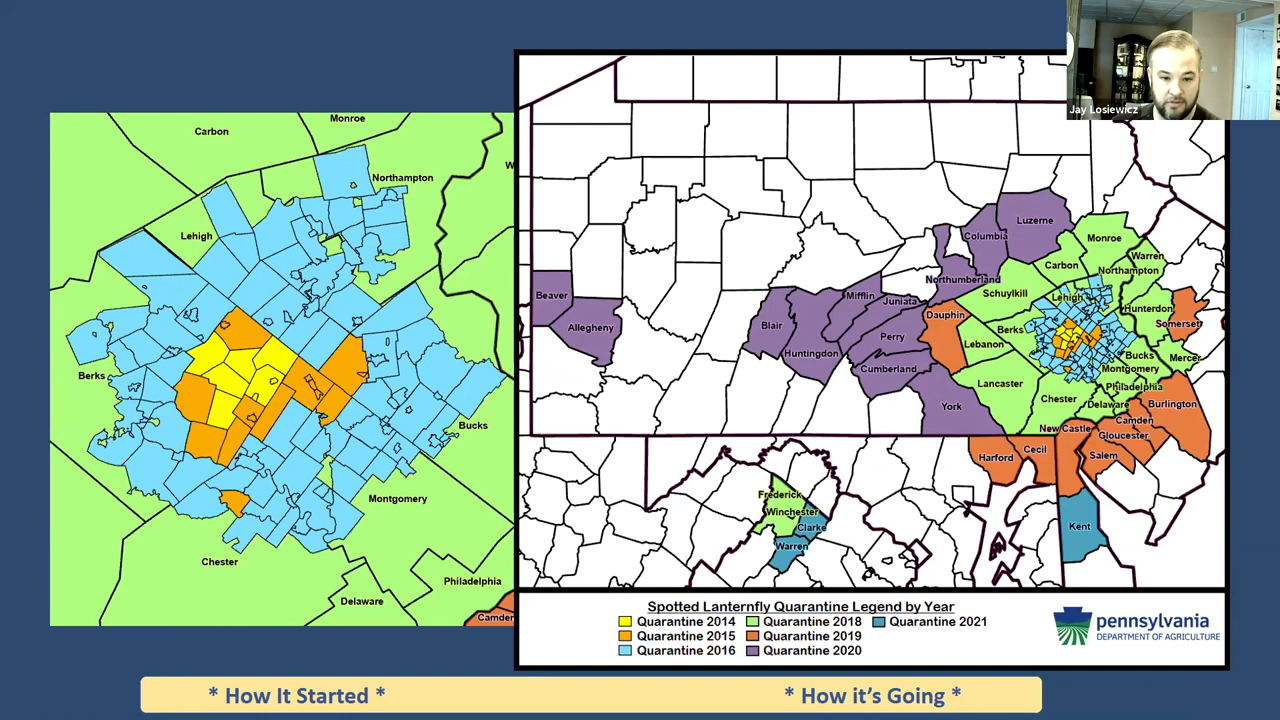 Jay Losiewicz
Monroe
Carbon
W
Northampton
Lehigh
Berks
Bucks
Montgomery
Chester
Philadelphia
Delaware
Camden
Luzerne
Columbia
Monroe
Warren
Carbon
Northampton
Northumberland
Schuylkill
Lehigh
Beaver
Mifflin
Juniata
Hunterdon
Dauphin
Somerset
Allegheny
Blair
Perry
Berks
Lebanon
Huntingdon
Bucks
Mercer
Cumberland
Montgomery
Lancaster
Philadelphia
Chester
Delaware
Burlington
York
Camden
New Castle
Gloucester
Harford
Cecil
Salem
Frederick
Winchester
Clarke
Kent
Warren
Spotted Lanternfly Quarantine Legend by Year
Quarantine 2014 Quarantine 2018 Quarantine 2021
Quarantine 2015 Quarantine 2019
Quarantine 2016 Quarantine 2020
pennsylvania
DEPARTMENT OF AGRICULTURE
* How It Started * * How it's Going *